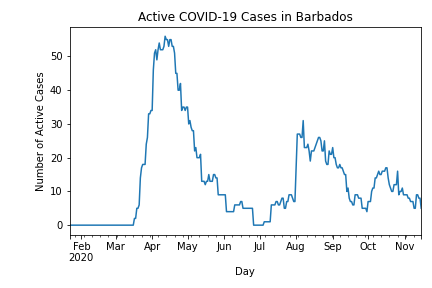 Active COVID-19 Cases in Barbados
Number of Active Cases
50
40
30
20
10
0
Feb Mar Apr May Jun Jul Aug Sep Oct Nov
2020
Day